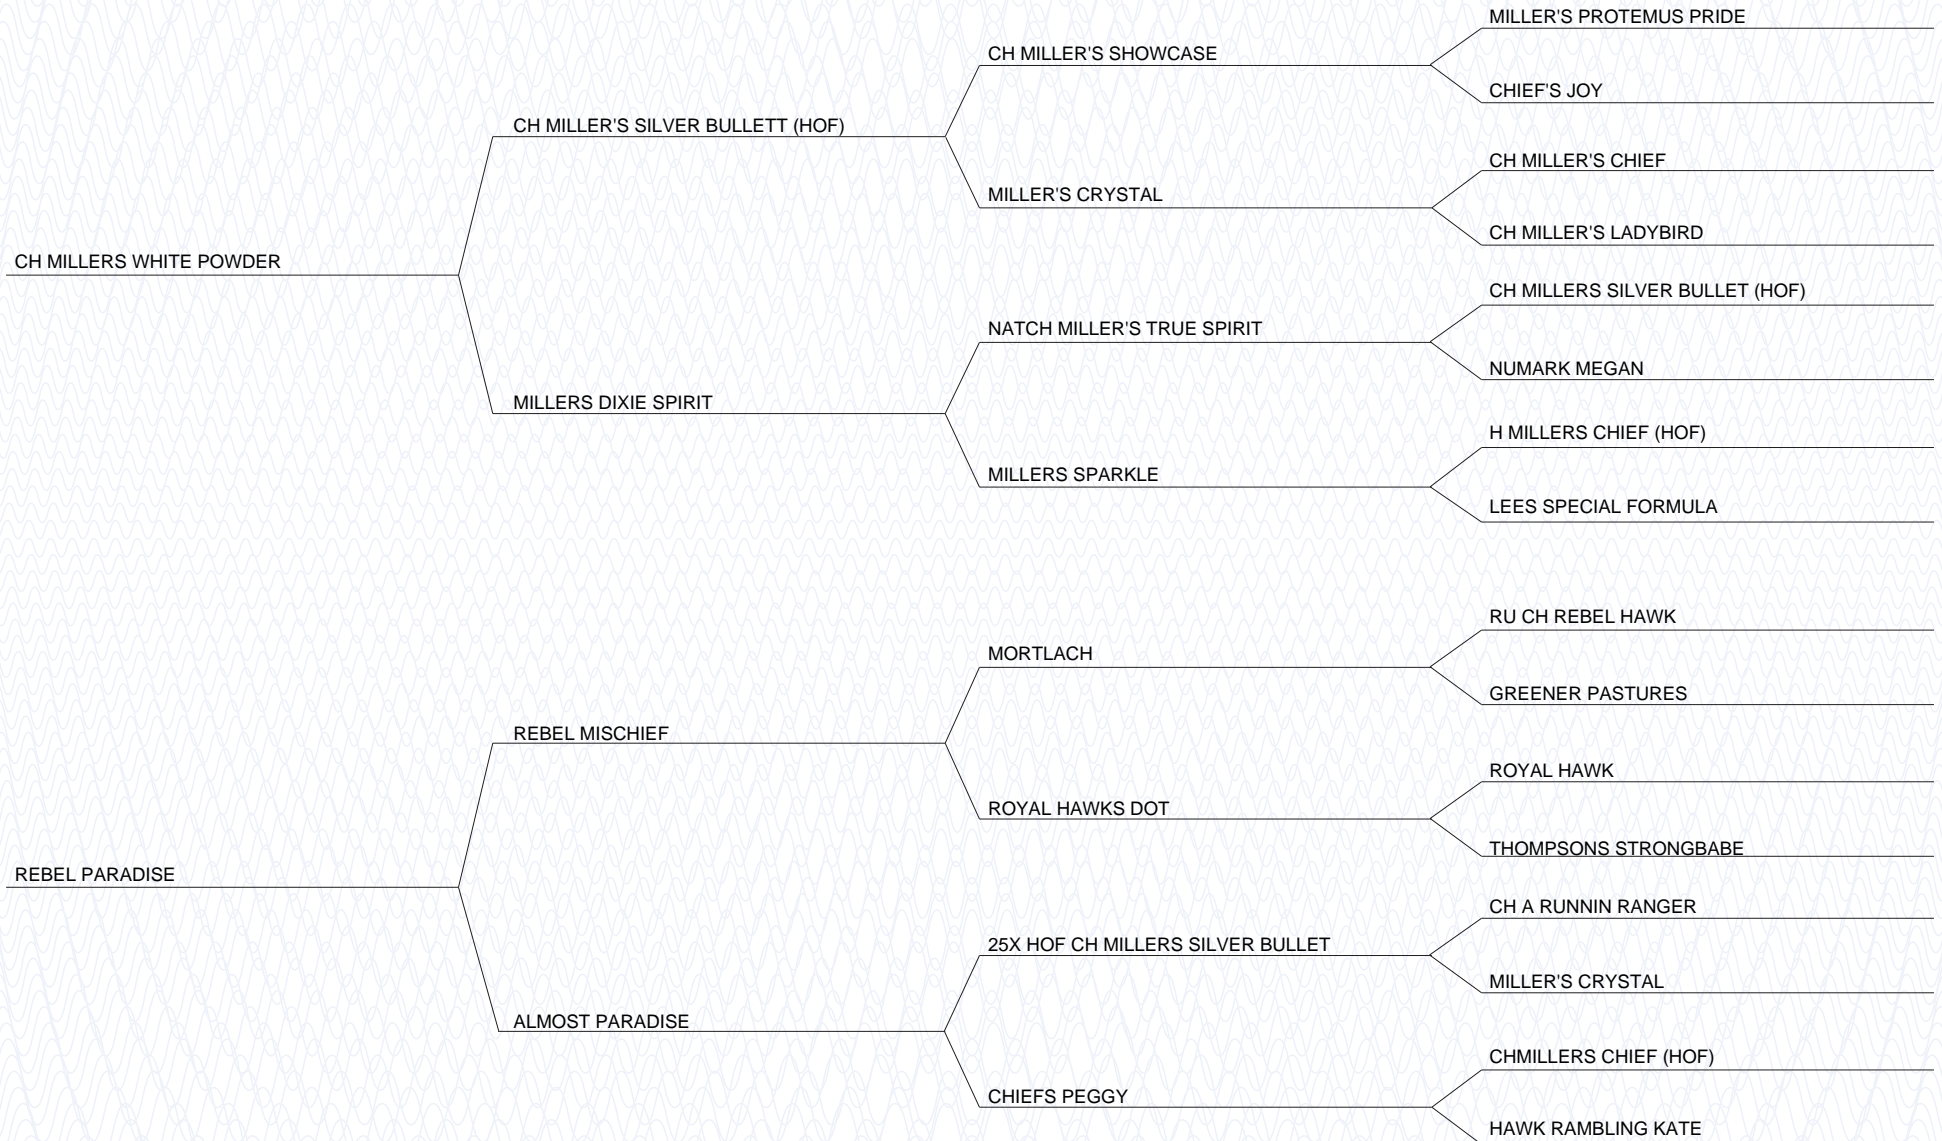 MILLER'S PROTEMUS PRIDE
CH MILLER'S SHOWCASE
CHIEF'S JOY
CH MILLER'S SILVER BULLETT (HOF)
CH MILLER'S CHIEF
MILLER'S CRYSTAL
CH MILLER'S LADYBIRD
CH MILLERS WHITE POWDER
CH MILLERS SILVER BULLET (HOF)
NATCH MILLER'S TRUE SPIRIT
NUMARK MEGAN
MILLERS DIXIE SPIRIT
H MILLERS CHIEF (HOF)
MILLERS SPARKLE
LEES SPECIAL FORMULA
RU CH REBEL HAWK
MORTLACH
GREENER PASTURES
REBEL MISCHIEF
ROYAL HAWK
ROYAL HAWKS DOT
THOMPSONS STRONGBABE
REBEL PARADISE
CH A RUNNIN RANGER
25X HOF CH MILLERS SILVER BULLET
MILLER'S CRYSTAL
ALMOST PARADISE
CHMILLERS CHIEF (HOF)
CHIEFS PEGGY
HAWK RAMBLING KATE